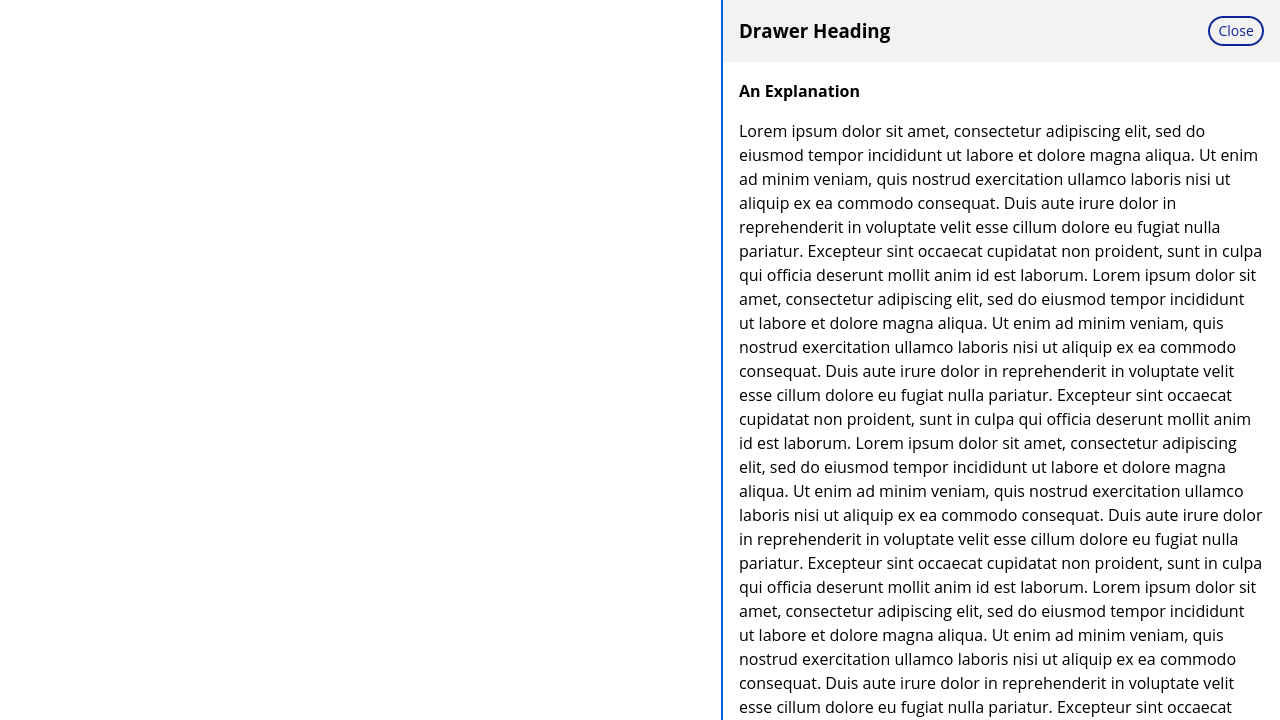 Drawer Heading
Close
An Explanation
Lorem ipsum dolor sit amet, consectetur adipiscing elit, sed do
eiusmod tempor incididunt ut labore et dolore magna aliqua. Ut enim
ad minim veniam, quis nostrud exercitation ullamco laboris nisi ut
aliquip ex ea commodo consequat. Duis aute irure dolor in
reprehenderit in voluptate velit esse cillum dolore eu fugiat nulla
pariatur. Excepteur sint occaecat cupidatat non proident, sunt in culpa
qui officia deserunt mollit anim id est laborum. Lorem ipsum dolor sit
amet, consectetur adipiscing elit, sed do eiusmod tempor incididunt
ut labore et dolore magna aliqua. Ut enim ad minim veniam, quis
nostrud exercitation ullamco laboris nisi ut aliquip ex ea commodo
consequat. Duis aute irure dolor in reprehenderit in voluptate velit
esse cillum dolore eu fugiat nulla pariatur. Excepteur sint occaecat
cupidatat non proident, sunt in culpa qui officia deserunt mollit anim
id est laborum. Lorem ipsum dolor sit amet, consectetur adipiscing
elit, sed do eiusmod tempor incididunt ut labore et dolore magna
aliqua. Ut enim ad minim veniam, quis nostrud exercitation ullamco
laboris nisi ut aliquip ex ea commodo consequat. Duis aute irure dolor
in reprehenderit in voluptate velit esse cillum dolore eu fugiat nulla
pariatur. Excepteur sint occaecat cupidatat non proident, sunt in culpa
qui officia deserunt mollit anim id est laborum. Lorem ipsum dolor sit
amet, consectetur adipiscing elit, sed do eiusmod tempor incididunt
ut labore et dolore magna aliqua. Ut enim ad minim veniam, quis
nostrud exercitation ullamco laboris nisi ut aliquip ex ea commodo
consequat. Duis aute irure dolor in reprehenderit in voluptate velit
esse cillum dolore eu fugiat nulla pariatur. Excepteur sint occaecat